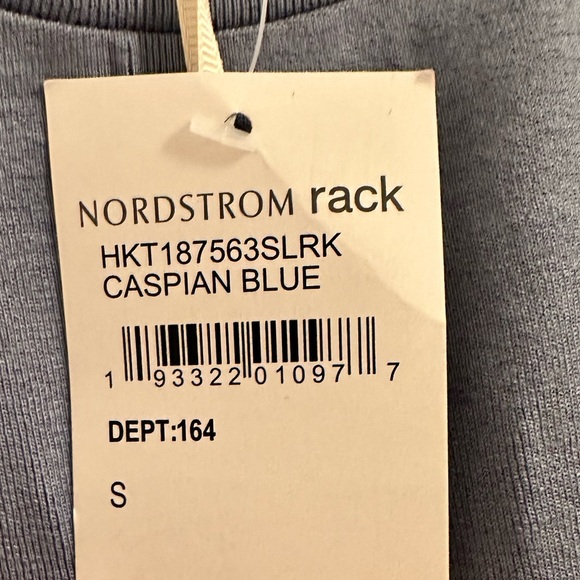 NORDSTROM rack
HKT187563SLRK
CASPIAN BLUE
1 93322 01097 7
DEPT:164
S